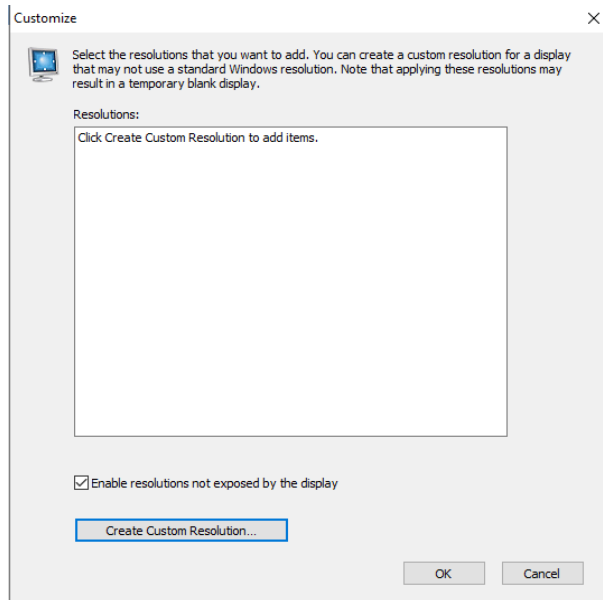 Customize
Select the resolutions that you want to add. You can create a custom resolution for a display
that may not use a standard Windows resolution. Note that applying these resolutions may
result in a temporary blank display.
Resolutions:
Click Create Custom Resolution to add items.
Enable resolutions not exposed by the display
Create Custom Resolution...
OK
Cancel